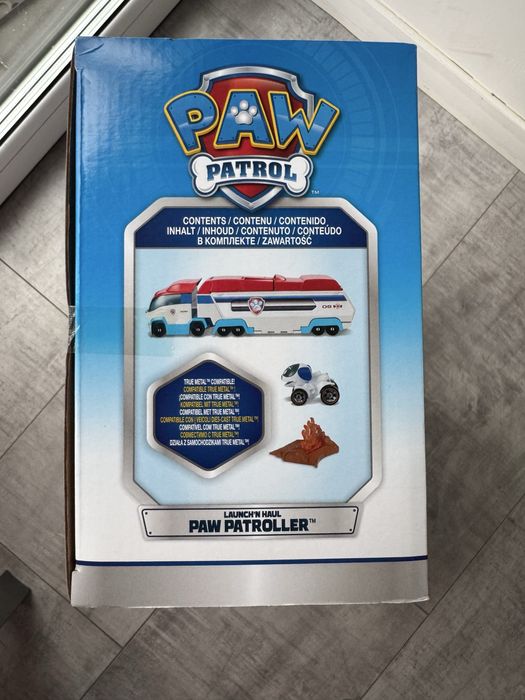 PAW
PATROL
TM
CONTENTS / CONTENU / CONTENIDO
INHALT / INHOUD / CONTENUTO / CONTEÚDO
В КОМПЛЕКТЕ / ZAWARTOŚĆ
09
TRUE METAL™ COMPATIBLE!
COMPATIBLE TRUE METAL™ !
¡COMPATIBLE CON TRUE METAL™!
KOMPATIBEL MIT TRUE METAL™!
COMPATIBEL MET TRUE METAL™!
COMPATIBILE CON I VEICOLI DIE-CAST TRUE METAL™!
COMPATÍVEL COM TRUE METAL™!
СОВМЕСТИМО С TRUE METAL™!
DZIAŁA Z SAMOCHODZIKAMI TRUE METAL™!
LAUNCH'N HAUL
PAW PATROLLER™